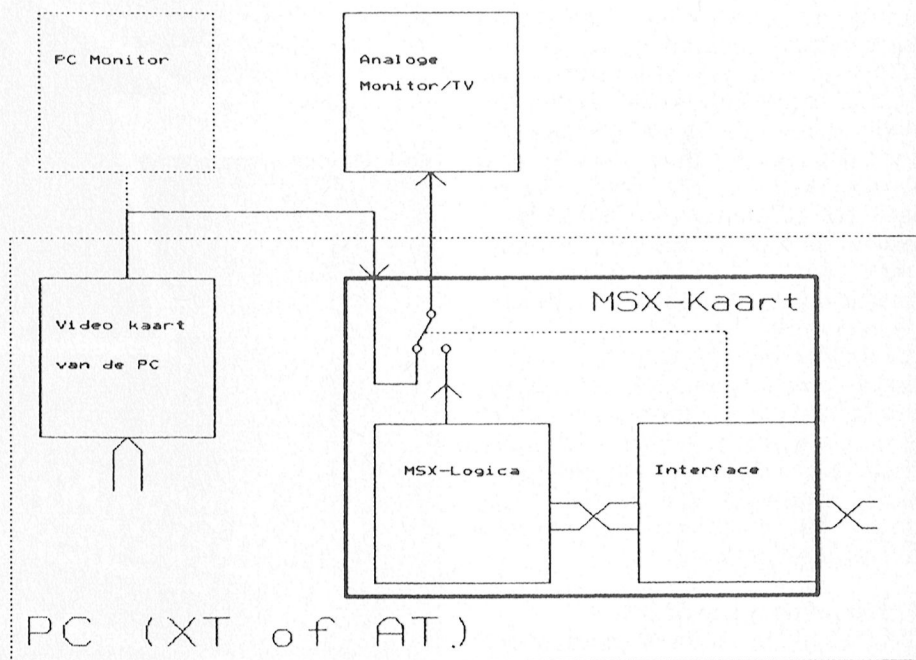 PC Monitor
Analoge
Monitor/TV
MSX-Kaart
Video kaart
van de PC
MSX-Logica
Interface
PC (XT of AT)